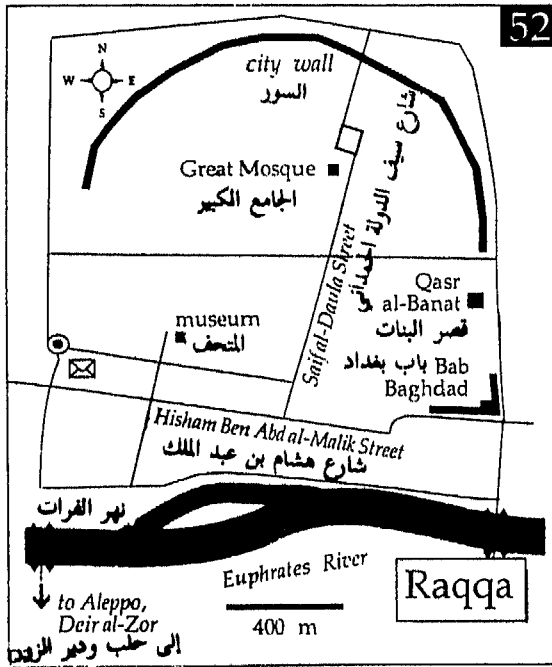 52
N
W E
S
city wall
السور
شارع سيف الدولة الحمداني
Great Mosque
الجامع الكبير
Saif al-Daula Street
Qasr
al-Banat
قصر البنات
museum
المتحف
باب بغداد Bab
Baghdad
Hisham Ben Abd al-Malik Street
شارع هشام بن عبد الملك
نهر الفرات
Euphrates River
Raqqa
to Aleppo,
Deir al-Zor
400 m
إلى حلب ودير